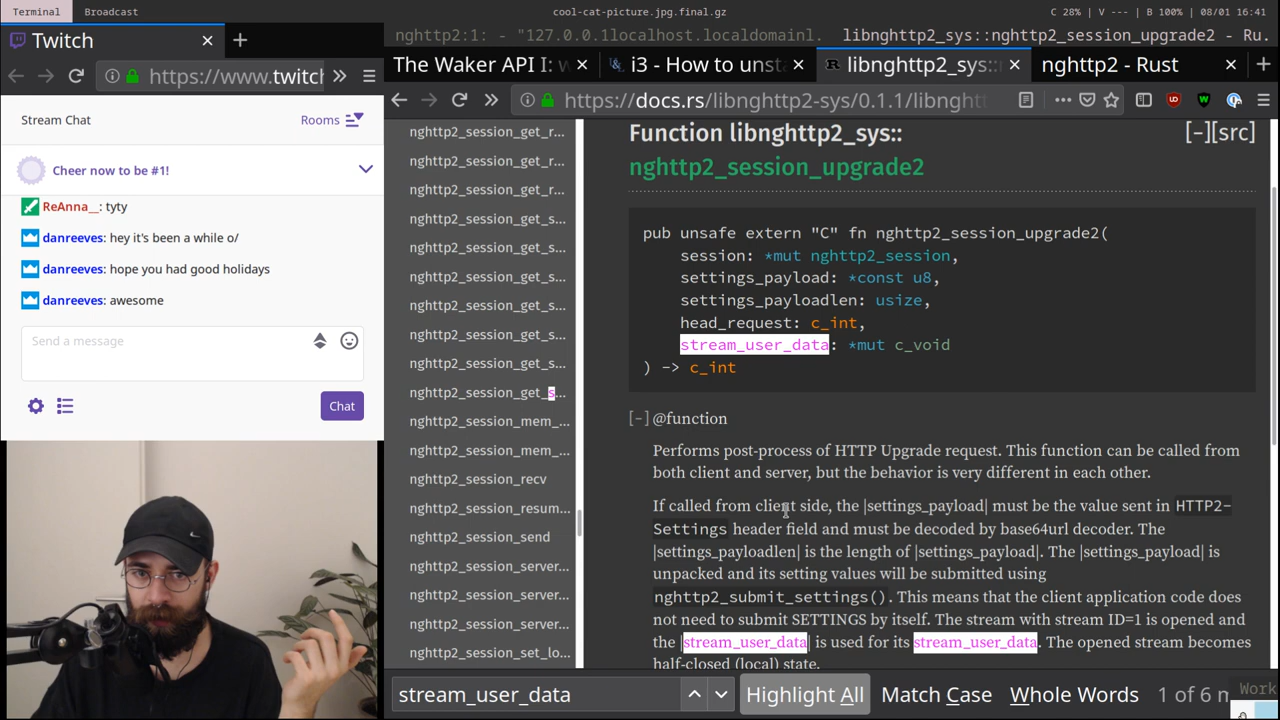 Terminal
Broadcast
cool-cat-picture.jpg.final.gz
C 28% | V --- | B 100% | 08/01 16:41
nghttp2:1: - "127.0.0.1localhost.localdomainl.
libnghttp2_sys::nghttp2_session_upgrade2 - Ru.
Twitch
The Waker API I: w
i3 - How to unst
libnghttp2_sys::
nghttp2 - Rust
https://www.twitch
https://docs.rs/libnghttp2-sys/0.1.1/libnght
Stream Chat
Rooms
Cheer now to be #1!
ReAnna__: tyty
danreeves: hey it's been a while o/
danreeves: hope you had good holidays
danreeves: awesome
Send a message
Chat
nghttp2_session_get_r...
nghttp2_session_get_r...
nghttp2_session_get_r...
nghttp2_session_get_s...
nghttp2_session_get_s...
nghttp2_session_get_s...
nghttp2_session_get_s...
nghttp2_session_get_s...
nghttp2_session_get_s...
nghttp2_session_get_s...
nghttp2_session_mem_...
nghttp2_session_mem_...
nghttp2_session_recv
nghttp2_session_resum...
nghttp2_session_send
nghttp2_session_server...
nghttp2_session_server...
nghttp2_session_server...
nghttp2_session_set_lo...
Function libnghttp2_sys::
[−][src]
nghttp2_session_upgrade2
pub unsafe extern "C" fn nghttp2_session_upgrade2(
session: *mut nghttp2_session,
settings_payload: *const u8,
settings_payloadlen: usize,
head_request: c_int,
stream_user_data: *mut c_void
) -> c_int
[−] @function
Performs post-process of HTTP Upgrade request. This function can be called from
both client and server, but the behavior is very different in each other.
If called from client side, the |settings_payload| must be the value sent in HTTP2-
Settings header field and must be decoded by base64url decoder. The
|settings_payloadlen| is the length of |settings_payload|. The |settings_payload| is
unpacked and its setting values will be submitted using
nghttp2_submit_settings(). This means that the client application code does
not need to submit SETTINGS by itself. The stream with stream ID=1 is opened and
the |stream_user_data| is used for its stream_user_data. The opened stream becomes
half-closed (local) state.
stream_user_data
Highlight All
Match Case
Whole Words
1 of 6 m
Work